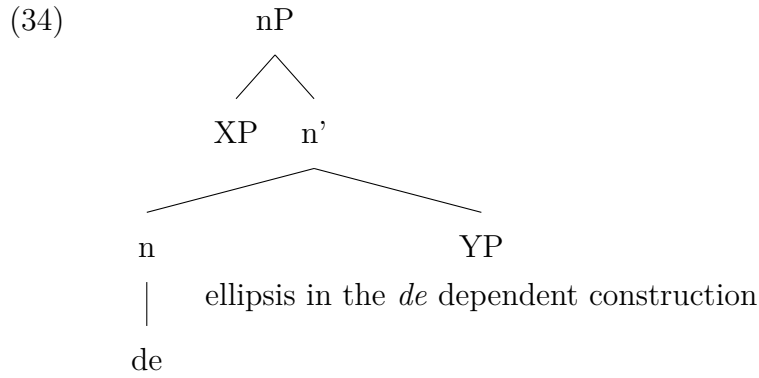 (34) nP
XP n'
n YP
ellipsis in the de dependent construction
de